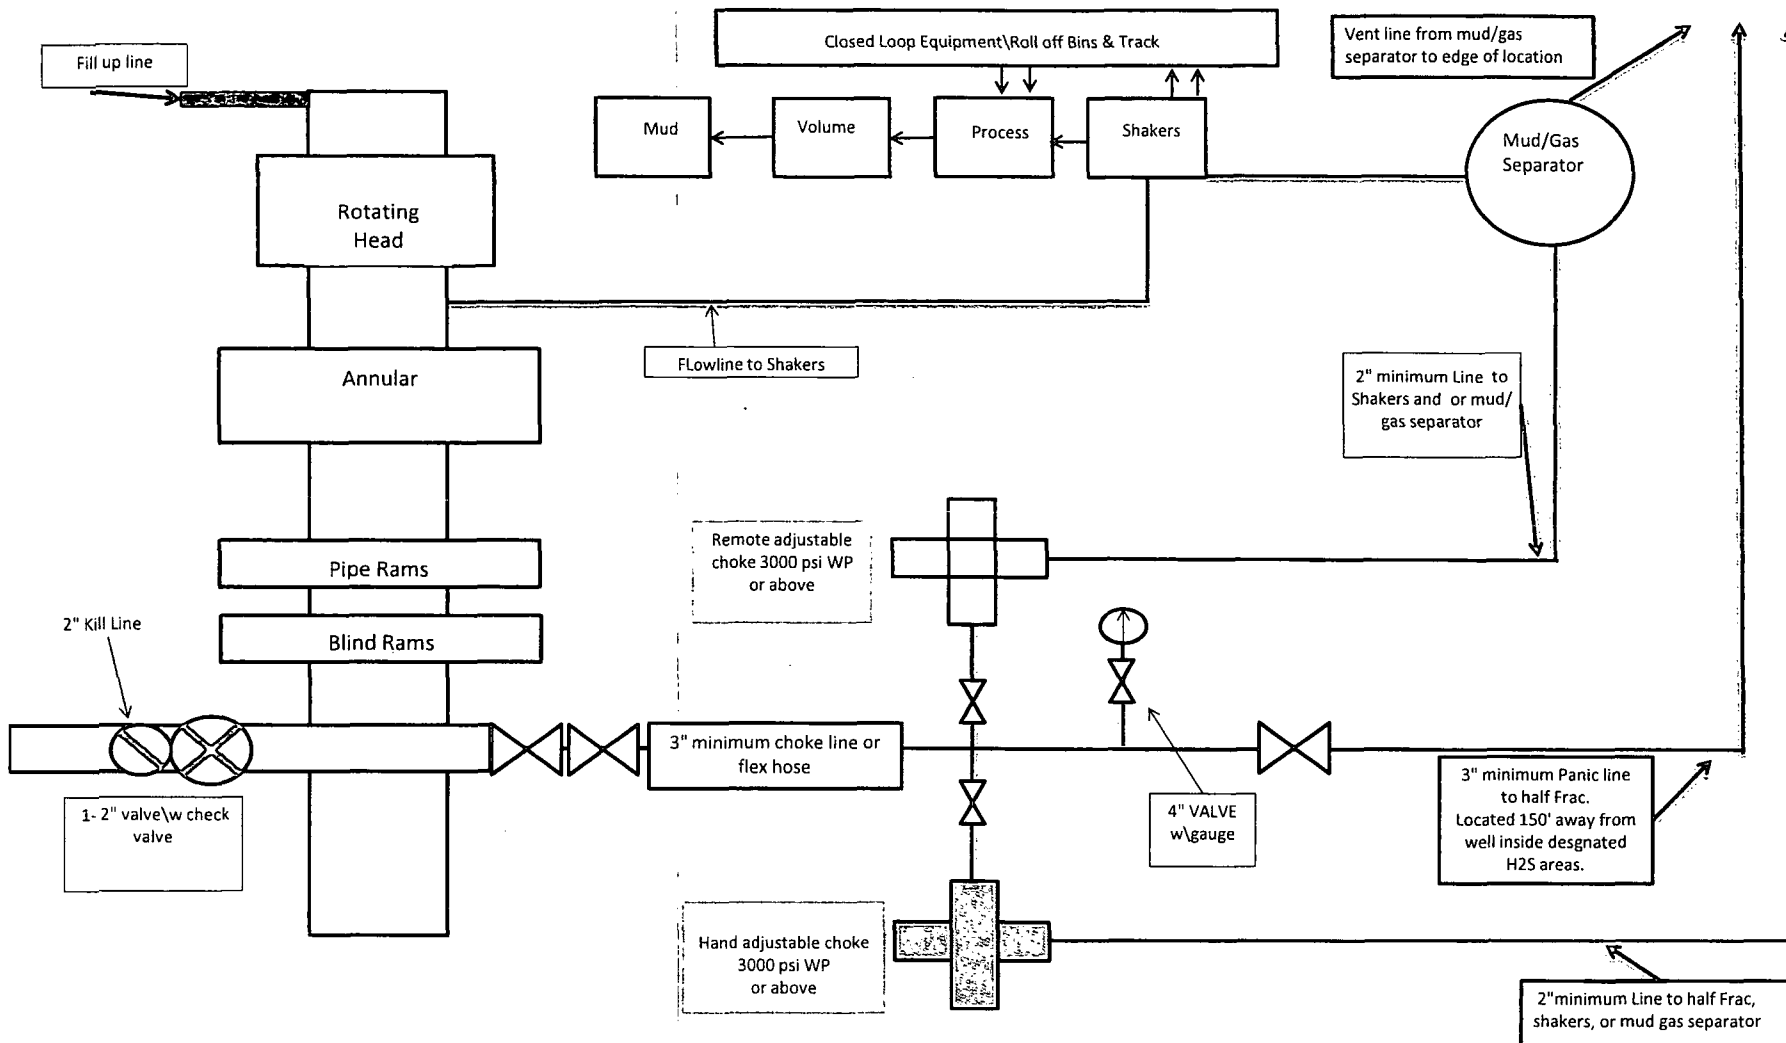 Closed Loop Equipment\Roll off Bins & Track
Vent line from mud/gas
separator to edge of location
Fill up line
Mud
Volume
Process
Shakers
Mud/Gas
Separator
Rotating
Head
FLowline to Shakers
Annular
2" minimum Line to
Shakers and or mud/
gas separator
Remote adjustable
choke 3000 psi WP
or above
Pipe Rams
2" Kill Line
Blind Rams
3" minimum choke line or
flex hose
1- 2" valve\w check
valve
4" VALVE
w\gauge
3" minimum Panic line
to half Frac.
Located 150' away from
well inside desgnated
H2S areas.
Hand adjustable choke
3000 psi WP
or above
2"minimum Line to half Frac,
shakers, or mud gas separator